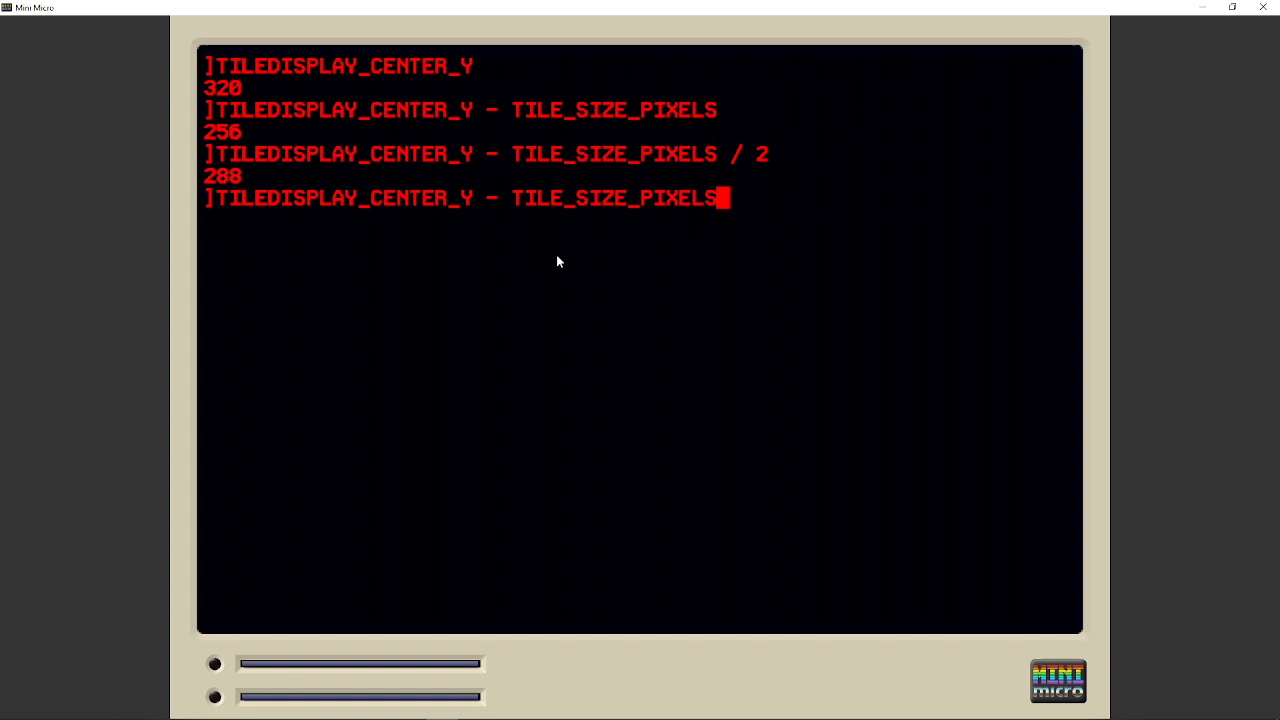 Mini Micro
]TILEDISPLAY_CENTER_Y
320
]TILEDISPLAY_CENTER_Y - TILE_SIZE_PIXELS
256
]TILEDISPLAY_CENTER_Y - TILE_SIZE_PIXELS / 2
288
]TILEDISPLAY_CENTER_Y - TILE_SIZE_PIXELS
MINI
micro